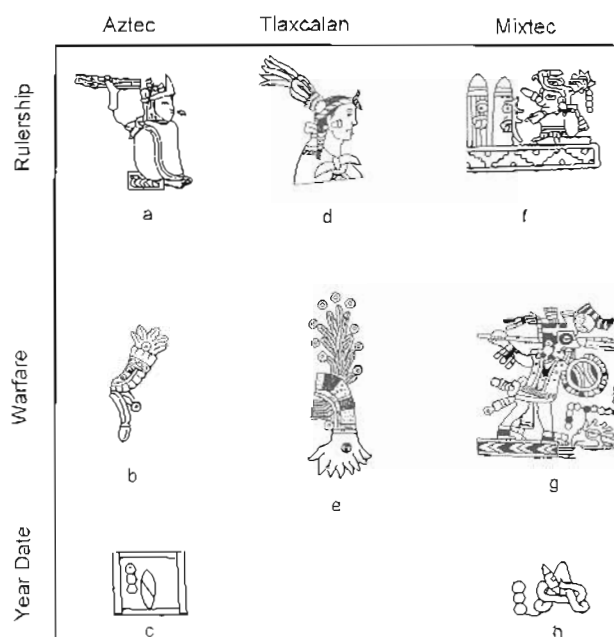 Aztec Tlaxcalan Mixtec
Rulership
a d f
Warfare
b e g
Year Date
c h